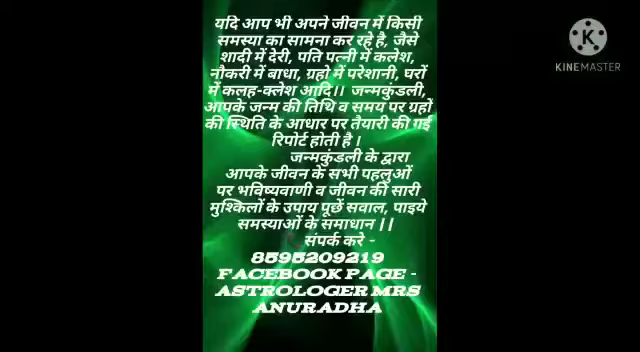 यदि आप भी अपने जीवन में किसी
समस्या का सामना कर रहे है, जैसे
शादी में देरी, पति पत्नी में कलेश,
नौकरी में बाधा, ग्रहो में परेशानी, घरों
में कलह-क्लेश आदि।। जन्मकुंडली,
आपके जन्म की तिथि व समय पर ग्रहों
की स्थिति के आधार पर तैयारी की गई
रिपोर्ट होती है ।
जन्मकुंडली के द्वारा
आपके जीवन के सभी पहलुओं
पर भविष्यवाणी व जीवन की सारी
मुश्किलों के उपाय पूछें सवाल, पाइये
समस्याओं के समाधान ||
संपर्क करे -
8595209219
FACEBOOK PAGE -
ASTROLOGER MRS
ANURADHA
K
KINEMASTER